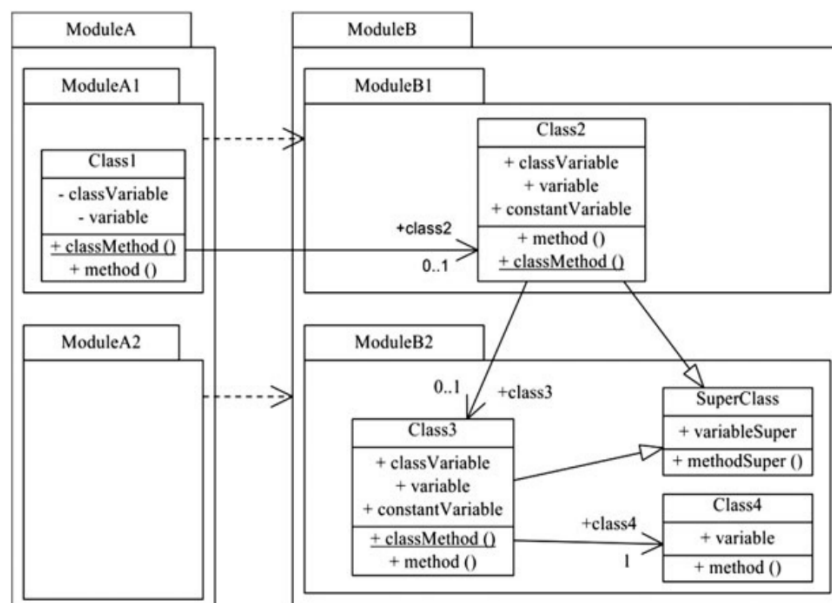 ModuleA
ModuleA1
Class1
- classVariable
- variable
+ classMethod ()
+ method ()
ModuleA2
ModuleB
ModuleB1
Class2
+ classVariable
+ variable
+ constantVariable
+ method ()
+ classMethod ()
+class2
0..1
ModuleB2
0..1
+class3
Class3
+ classVariable
+ variable
+ constantVariable
+ classMethod ()
+ method ()
SuperClass
+ variableSuper
+ methodSuper ()
+class4
1
Class4
+ variable
+ method ()